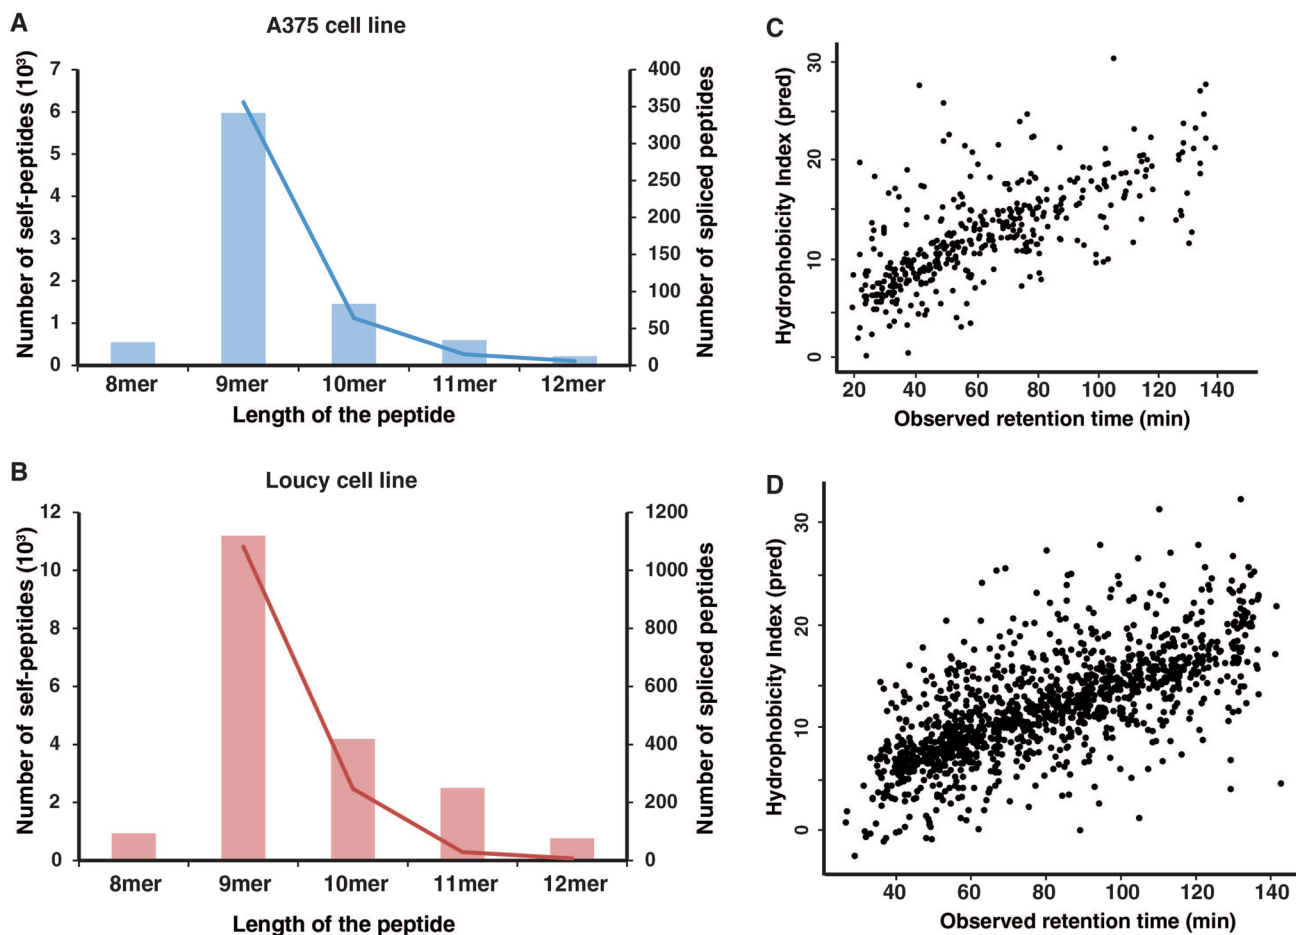 A
A375 cell line
Number of self-peptides (10³)
7
6
5
4
3
2
1
0
400
350
300
250
200
150
100
50
0
Number of spliced peptides
8mer 9mer 10mer 11mer 12mer
Length of the peptide
B
Loucy cell line
Number of self-peptides (10³)
12
10
8
6
4
2
0
1200
1000
800
600
400
200
0
Number of spliced peptides
8mer 9mer 10mer 11mer 12mer
Length of the peptide
C
Hydrophobicity Index (pred)
30
20
10
0
20 40 60 80 100 120 140
Observed retention time (min)
D
Hydrophobicity Index (pred)
30
20
10
0
40 60 80 100 120 140
Observed retention time (min)